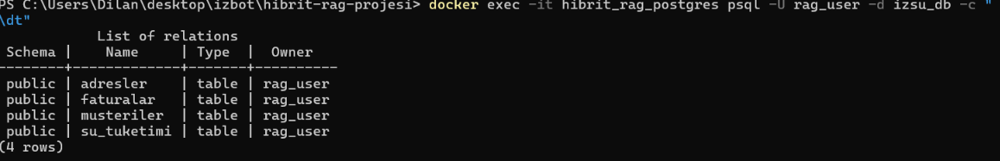 PS C:\Users\Dilan\desktop\izbot\hibrit-rag-projesi> docker exec -it hibrit_rag_postgres psql -U rag_user -d izsu_db -c "
\dt"
            List of relations
 Schema |    Name     | Type  |  Owner
--------+-------------+-------+----------
 public | adresler    | table | rag_user
 public | faturalar   | table | rag_user
 public | musteriler  | table | rag_user
 public | su_tuketimi | table | rag_user
(4 rows)